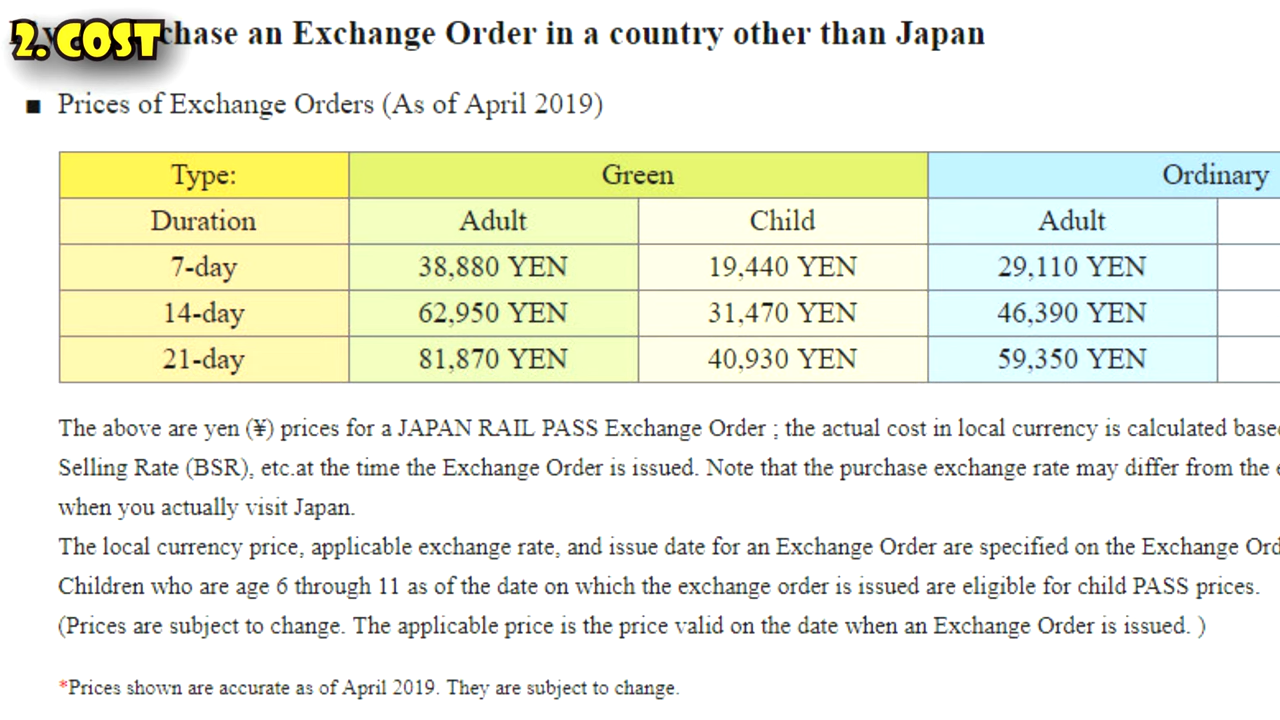 2. COST
chase an Exchange Order in a country other than Japan
■ Prices of Exchange Orders (As of April 2019)
Type: Green Ordinary
Duration Adult Child Adult
7-day 38,880 YEN 19,440 YEN 29,110 YEN
14-day 62,950 YEN 31,470 YEN 46,390 YEN
21-day 81,870 YEN 40,930 YEN 59,350 YEN
The above are yen (¥) prices for a JAPAN RAIL PASS Exchange Order ; the actual cost in local currency is calculated
Selling Rate (BSR), etc.at the time the Exchange Order is issued. Note that the purchase exchange rate may differ from the
when you actually visit Japan.
The local currency price, applicable exchange rate, and issue date for an Exchange Order are specified on the Exchange
Children who are age 6 through 11 as of the date on which the exchange order is issued are eligible for child PASS prices.
(Prices are subject to change. The applicable price is the price valid on the date when an Exchange Order is issued. )
*Prices shown are accurate as of April 2019. They are subject to change.